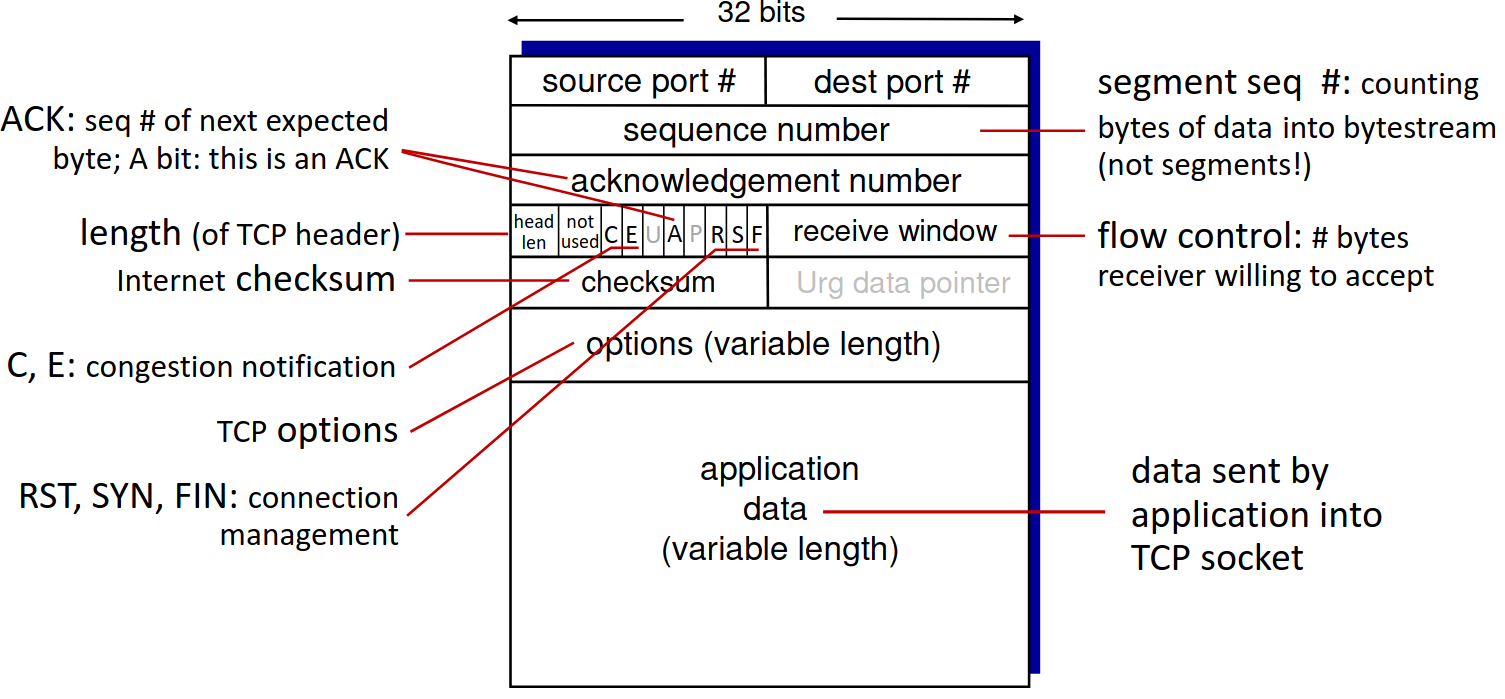 32 bits
source port #
dest port #
segment seq #: counting
bytes of data into bytestream
(not segments!)
ACK: seq # of next expected
byte; A bit: this is an ACK
sequence number
acknowledgement number
length (of TCP header)
head
len
not
used
C E U A P R S F
receive window
flow control: # bytes
receiver willing to accept
Internet checksum
checksum
Urg data pointer
C, E: congestion notification
options (variable length)
TCP options
RST, SYN, FIN: connection
management
application
data
(variable length)
data sent by
application into
TCP socket